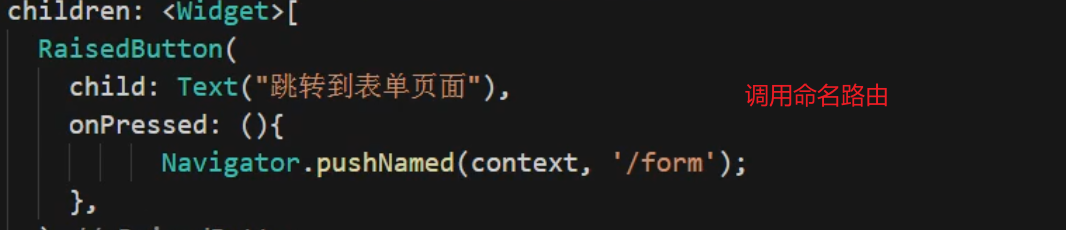 children: <Widget>[
RaisedButton(
child: Text("跳转到表单页面"),
调用命名路由
onPressed: (){
Navigator.pushNamed(context, '/form');
},